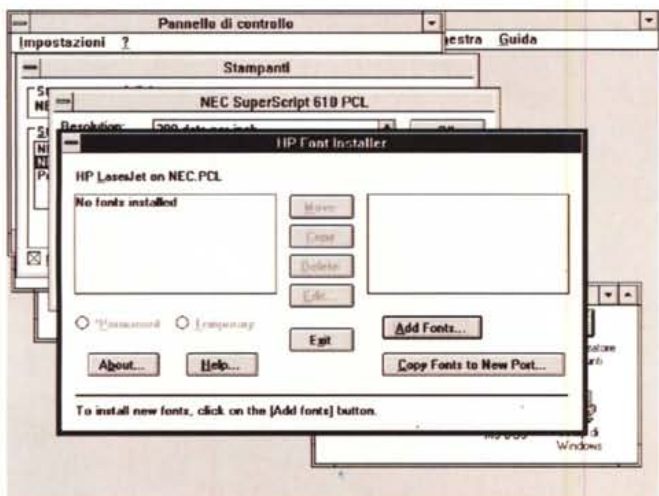 Pannello di controllo
Impostazioni ?
estra Guida
Stampanti
NEC SuperScript 610 PCL
Resolution:
HP Font Installer
HP LaserJet on NEC.PCL
No fonts installed
Move
Copy
Delete
Edit...
Permanent Temporary
Exit
Add Fonts...
About... Help...
Copy Fonts to New Port...
To install new fonts, click on the [Add fonts] button.
di
Windows